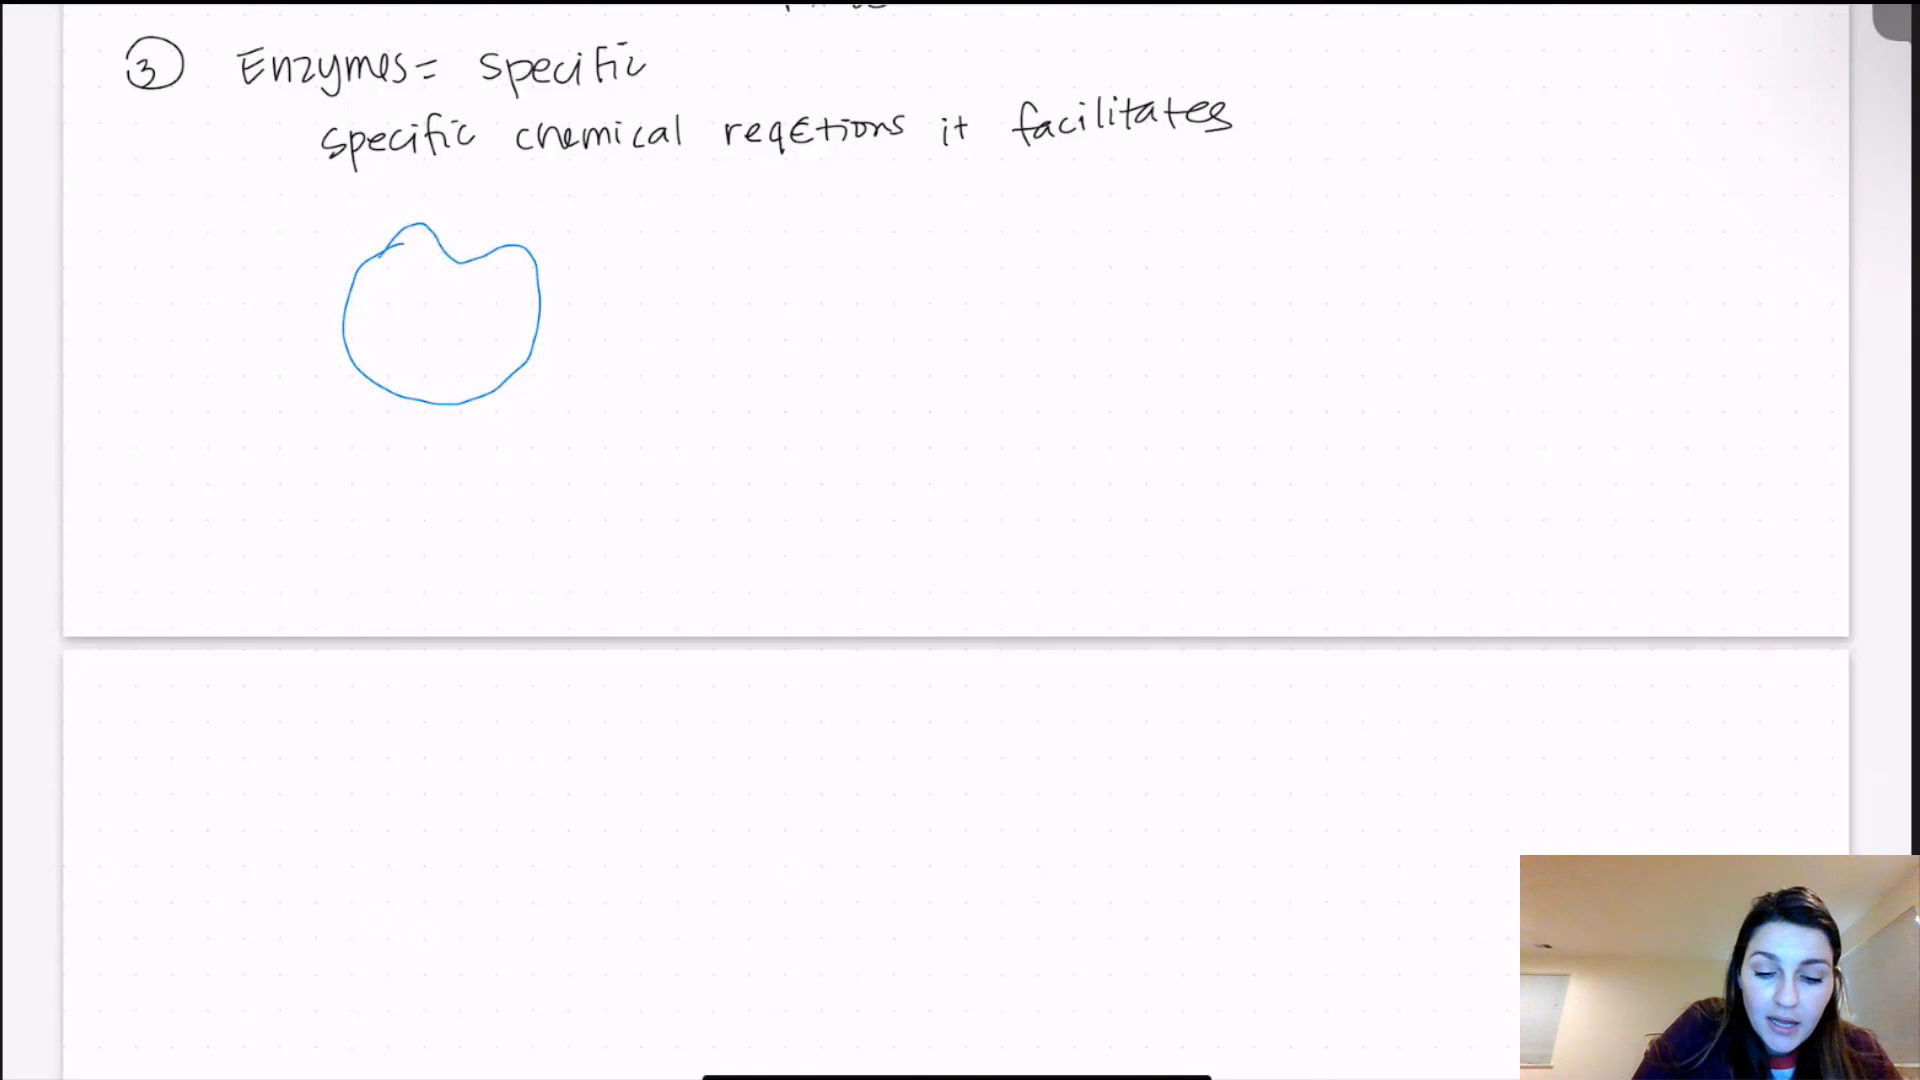 ③ Enzymes = specific
specific chemical reactions it facilitates